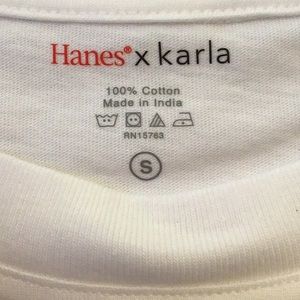 Hanes® x karla
100% Cotton
Made in India
RN15763
S